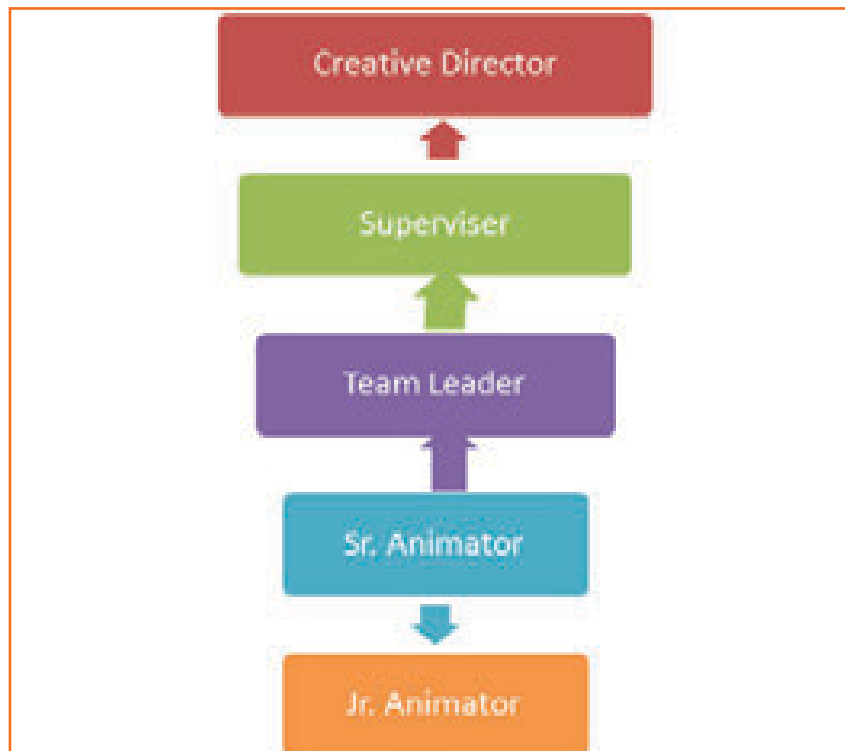 Creative Director
Superviser
Team Leader
Sr. Animator
Jr. Animator